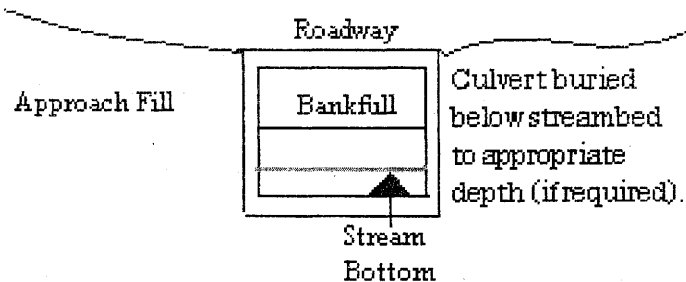 Roadway
Approach Fill
Bankfull
Culvert buried
below streambed
to appropriate
depth (if required).
Stream
Bottom